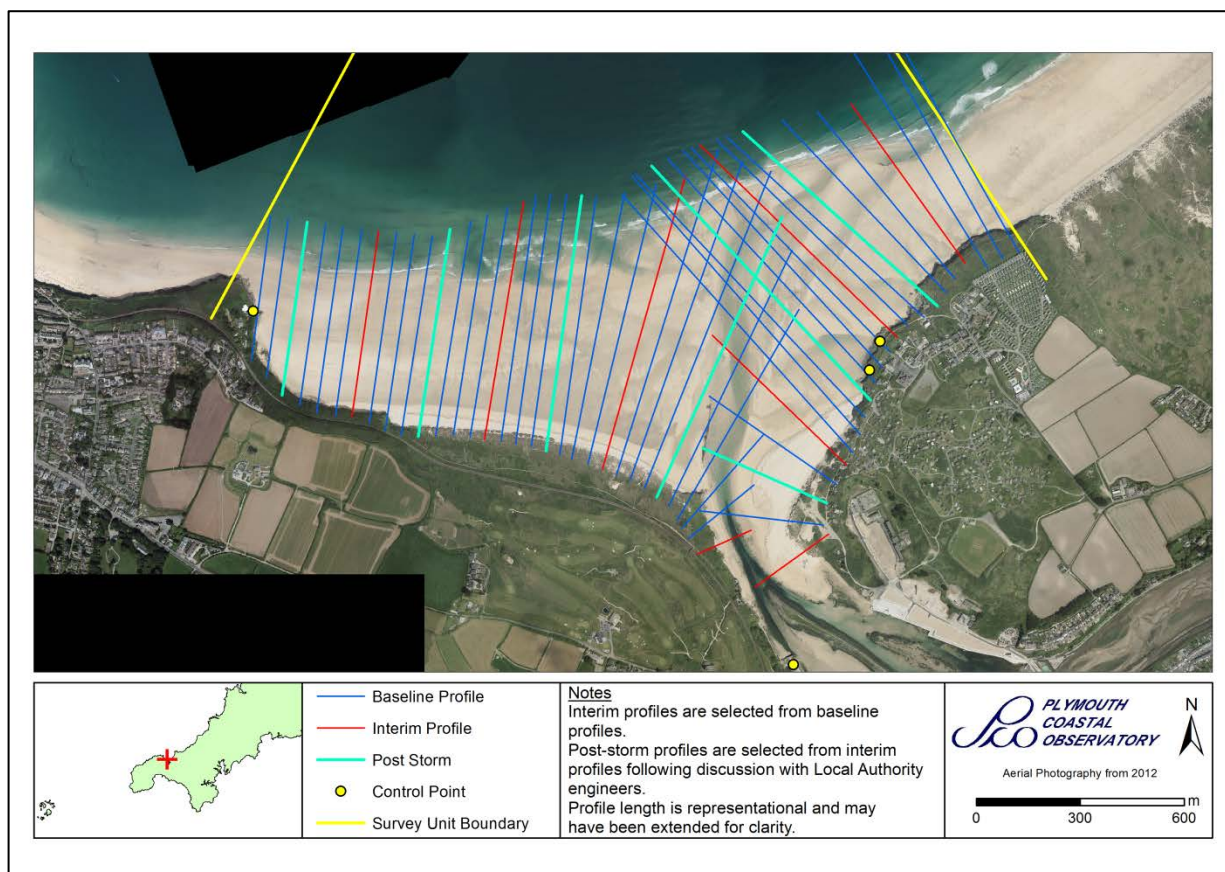 Baseline Profile
Interim Profile
Post Storm
Control Point
Survey Unit Boundary
Notes
Interim profiles are selected from baseline
profiles.
Post-storm profiles are selected from interim
profiles following discussion with Local Authority
engineers.
Profile length is representational and may
have been extended for clarity.
PLYMOUTH
COASTAL
OBSERVATORY
N
Aerial Photography from 2012
m
0 300 600